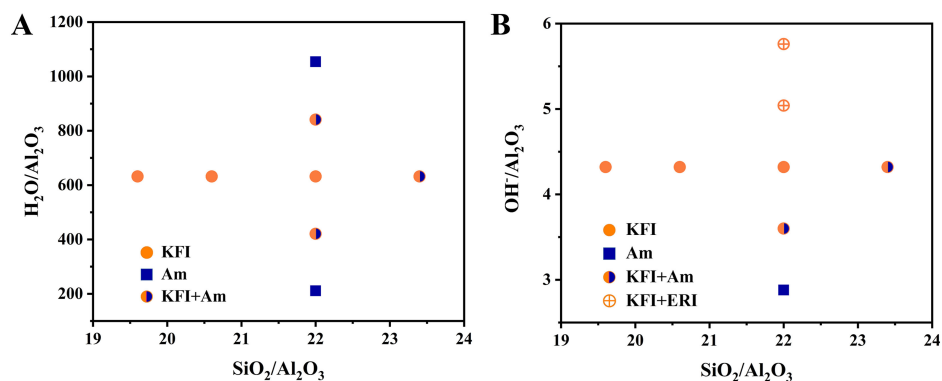 A
H₂O/Al₂O₃
1200
1000
800
600
400
200
KFI
Am
KFI+Am
19 20 21 22 23 24
SiO₂/Al₂O₃
B
OH⁻/Al₂O₃
6
5
4
3
KFI
Am
KFI+Am
KFI+ERI
19 20 21 22 23 24
SiO₂/Al₂O₃